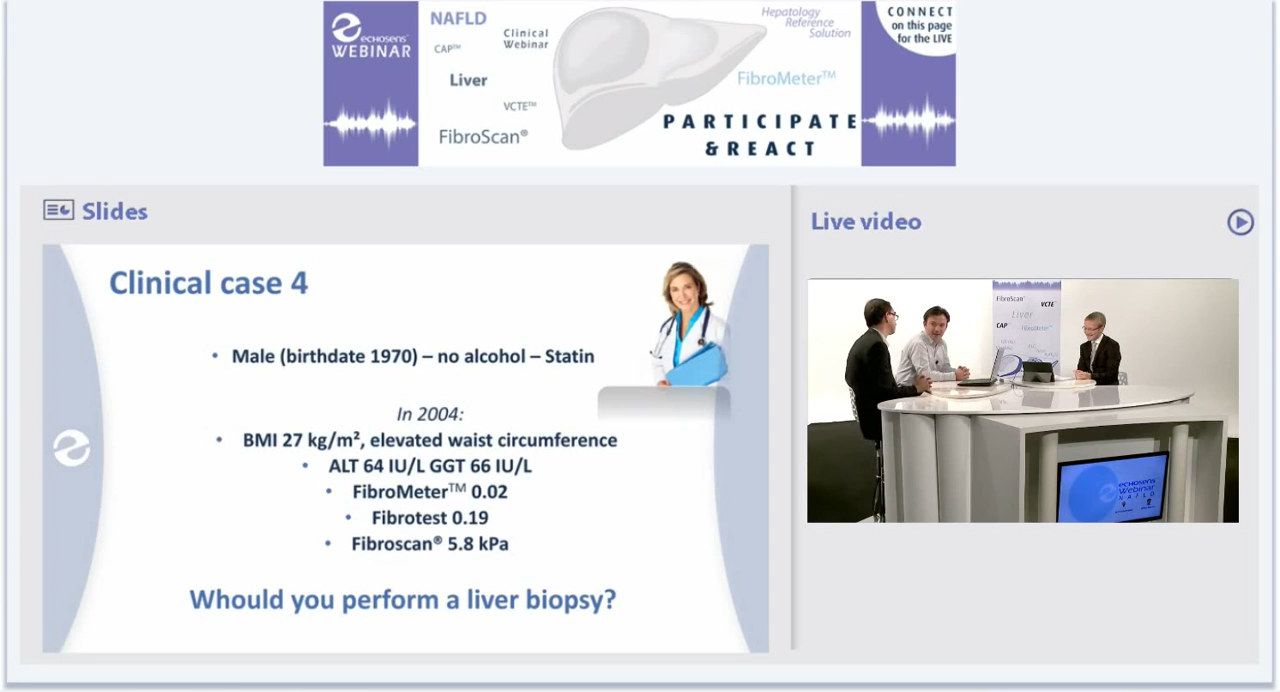 echosens
WEBINAR
NAFLD
CAP™
Clinical
Webinar
Liver
VCTE™
FibroScan®
Hepatology
Reference
Solution
FibroMeter™
PARTICIPATE
&REACT
CONNECT
on this page
for the LIVE
Slides
Clinical case 4
• Male (birthdate 1970) – no alcohol – Statin
In 2004:
• BMI 27 kg/m², elevated waist circumference
• ALT 64 IU/L GGT 66 IU/L
• FibroMeter™ 0.02
• Fibrotest 0.19
• Fibroscan® 5.8 kPa
Whould you perform a liver biopsy?
Live video
FibroScan™
VCTE™
Liver
CAP™
echosens
Webinar
NAFLD